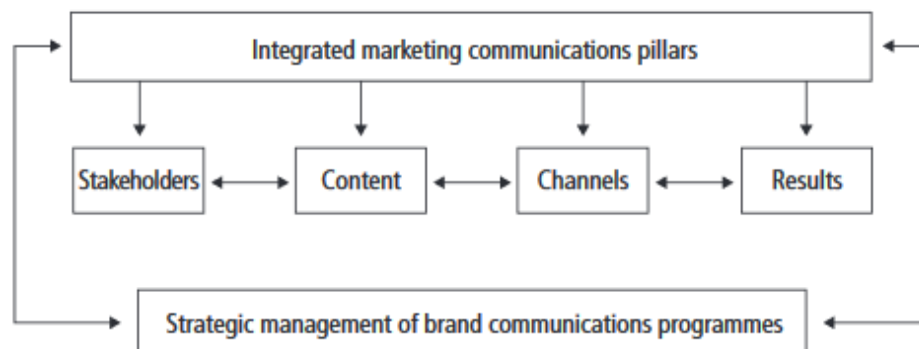 Integrated marketing communications pillars
Stakeholders
Content
Channels
Results
Strategic management of brand communications programmes